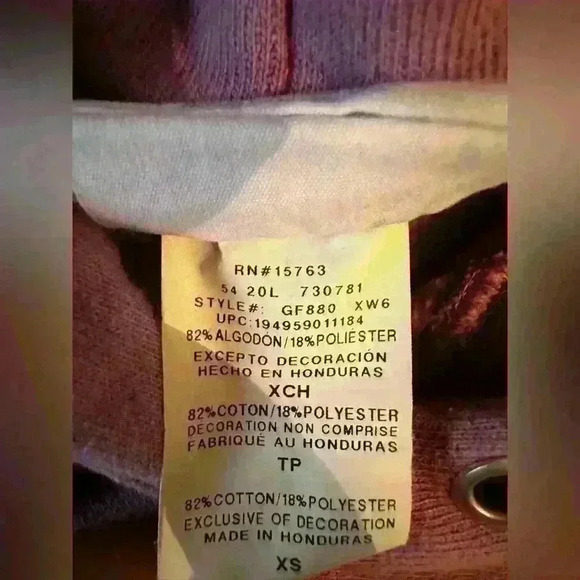 RN#15763
54 20L 730781
STYLE#: GF880 XW6
UPC:194959011184
82% ALGODÓN/18%POLIÉSTER
EXCEPTO DECORACIÓN
HECHO EN HONDURAS
XCH
82%COTON/18%POLYESTER
DÉCORATION NON COMPRISE
FABRIQUÉ AU HONDURAS
TP
82%COTTON/18%POLYESTER
EXCLUSIVE OF DECORATION
MADE IN HONDURAS
XS